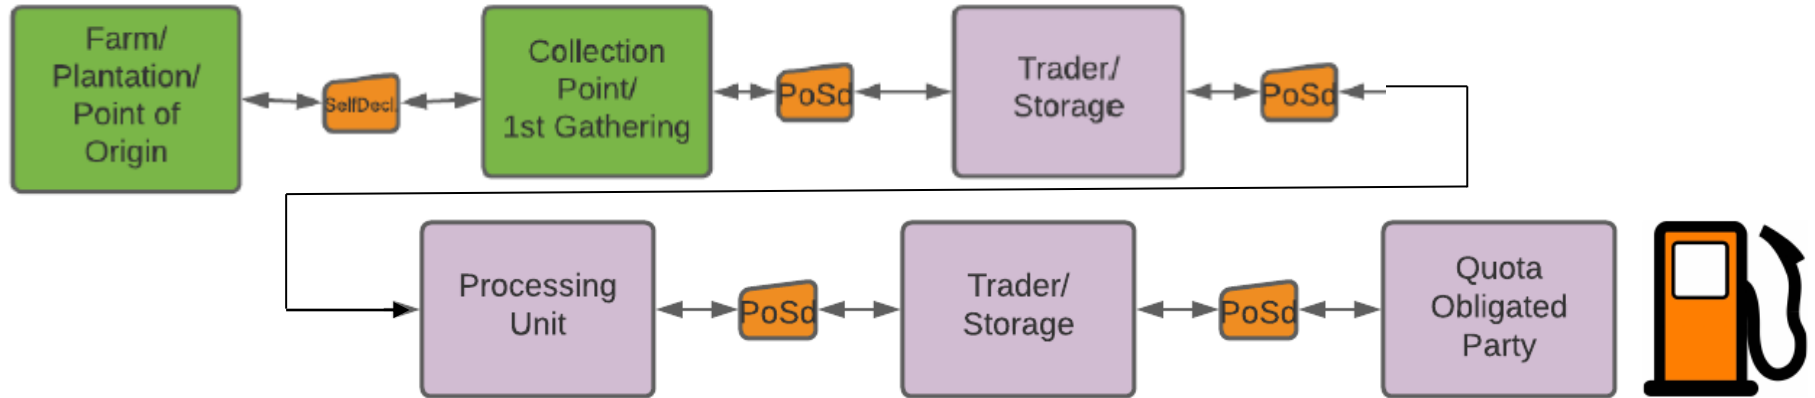 Farm/
Plantation/
Point of
Origin
SelfDecl.
Collection
Point/
1st Gathering
PoSd
Trader/
Storage
PoSd
Processing
Unit
PoSd
Trader/
Storage
PoSd
Quota
Obligated
Party